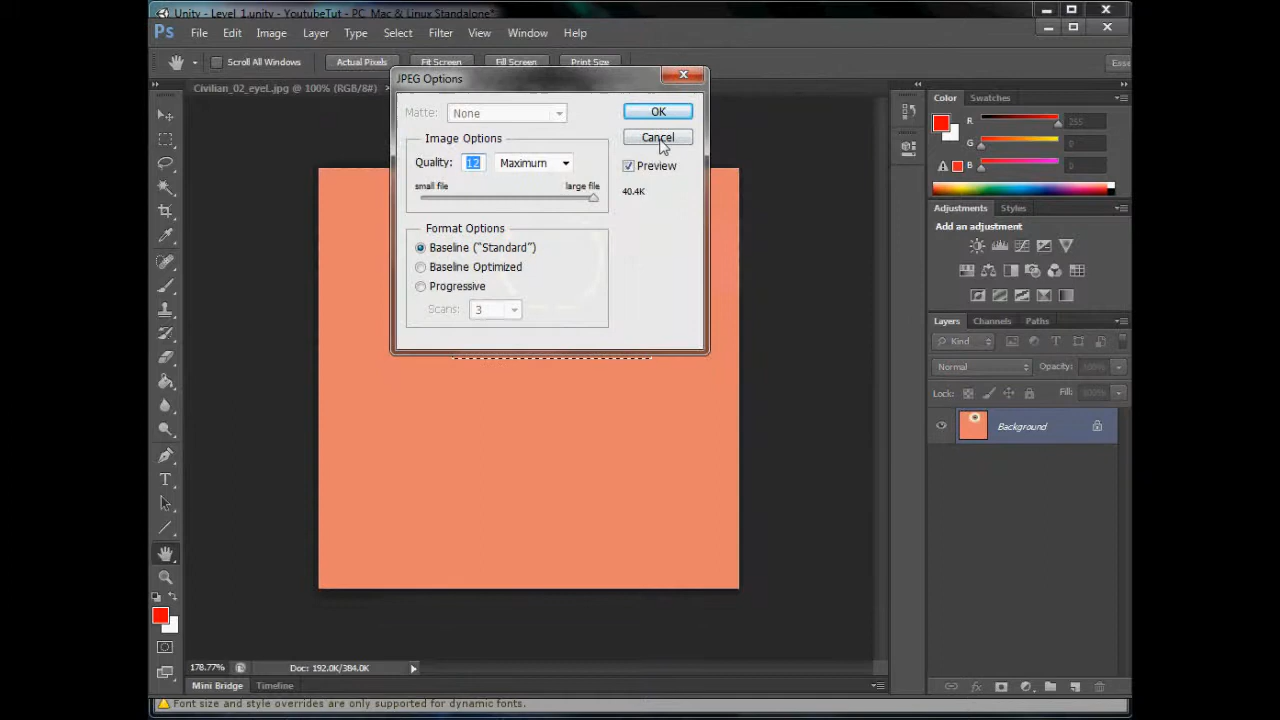 Unity - Level 1.unity - YoutubeTut - PC, Mac & Linux Standalone*
Ps File Edit Image Layer Type Select Filter View Window Help
Scroll All Windows Actual Pixels Fit Screen Fill Screen Print Size Esse
Civilian_02_eyeL.jpg @ 100% (RGB/8#)
JPEG Options
Matte: None
OK
Image Options
Cancel
Quality: 12 Maximum
Preview
small file large file
40.4K
Format Options
Baseline ("Standard")
Baseline Optimized
Progressive
Scans: 3
Color Swatches
R 255
G 0
B 0
Adjustments Styles
Add an adjustment
Layers Channels Paths
Kind
Normal Opacity: 100%
Lock: Fill: 100%
Background
178.77% Doc: 192.0K/384.0K
Mini Bridge Timeline
Font size and style overrides are only supported for dynamic fonts.